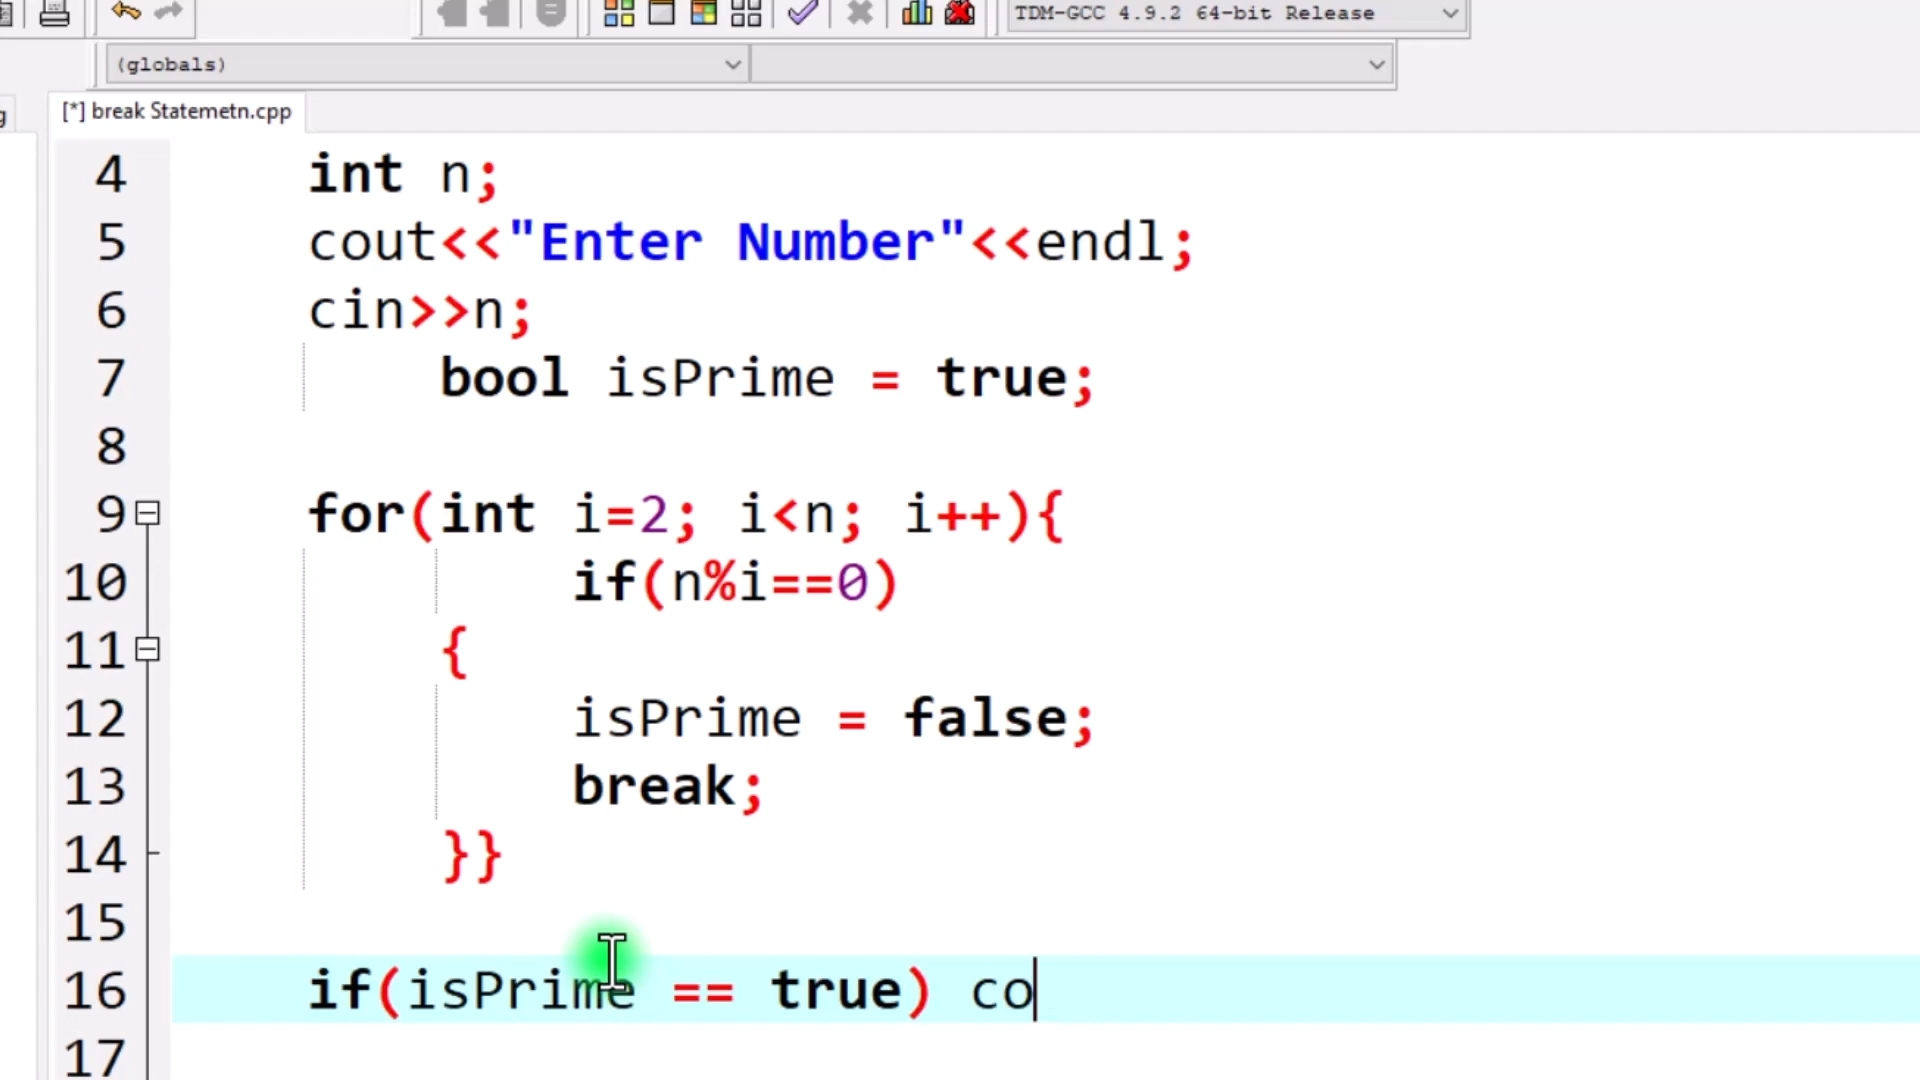 TDM-GCC 4.9.2 64-bit Release
(globals)
[*] break Statemetn.cpp
4 int n;
5 cout<<"Enter Number"<<endl;
6 cin>>n;
7 bool isPrime = true;
8
9 for(int i=2; i<n; i++){
10 if(n%i==0)
11 {
12 isPrime = false;
13 break;
14 }}
15
16 if(isPrime == true) co
17